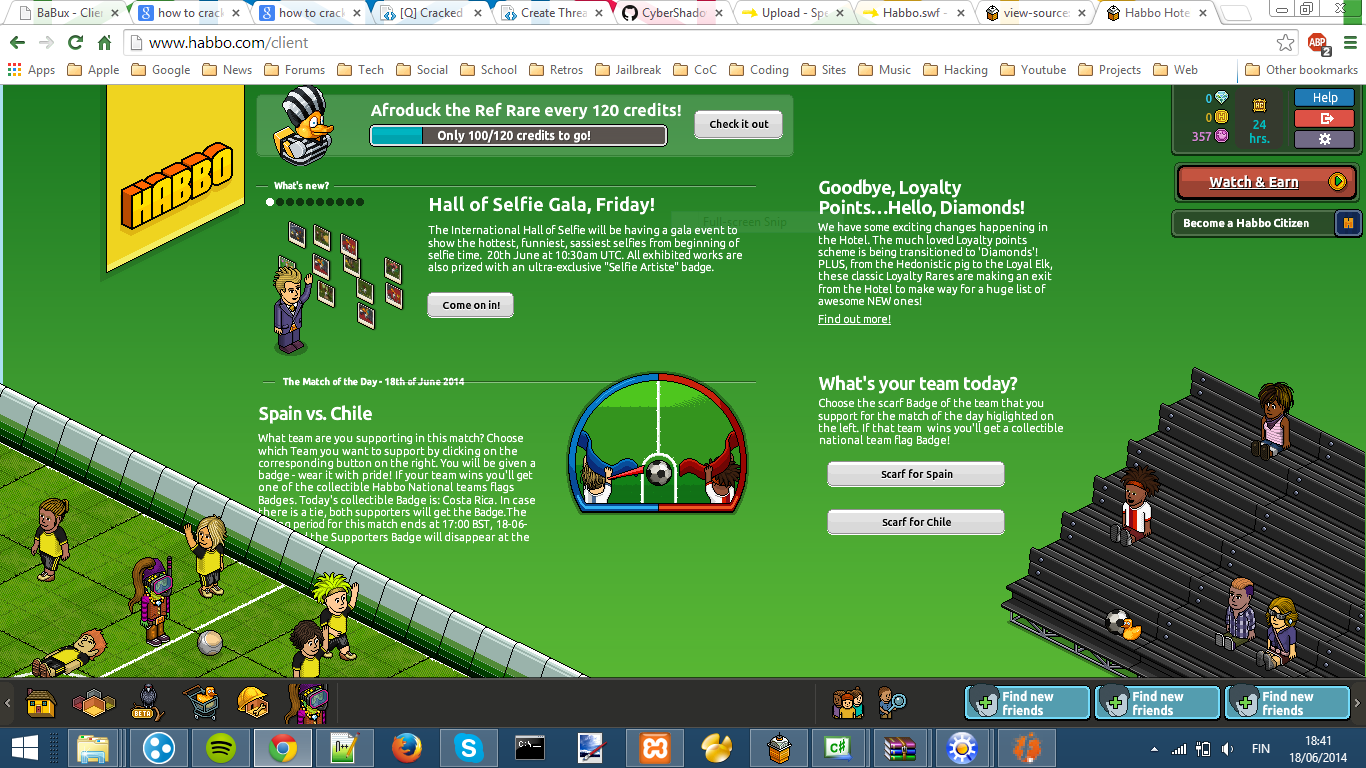 BaBux - Clie
how to crack
how to crack
[Q] Cracked
Create Threa
CyberShado
Upload - Spe
Habbo.swf -
view-source:
Habbo Hote
www.habbo.com/client
ABP
2
Apps
Apple
Google
News
Forums
Tech
Social
School
Retros
Jailbreak
CoC
Coding
Sites
Music
Hacking
Youtube
Projects
Web
Other bookmarks
HABBO
Afroduck the Ref Rare every 120 credits!
Only 100/120 credits to go!
Check it out
0
0
357
HC
24
hrs.
Help
Watch & Earn
Become a Habbo Citizen
What's new?
Hall of Selfie Gala, Friday!
Full-screen Snip
The International Hall of Selfie will be having a gala event to
show the hottest, funniest, sassiest selfies from beginning of
selfie time. 20th June at 10:30am UTC. All exhibited works are
also prized with an ultra-exclusive "Selfie Artiste" badge.
Come on in!
Goodbye, Loyalty
Points...Hello, Diamonds!
We have some exciting changes happening in
the Hotel. The much loved Loyalty points
scheme is being transitioned to 'Diamonds'!
PLUS, from the Hedonistic pig to the Loyal Elk,
these classic Loyalty Rares are making an exit
from the Hotel to make way for a huge list of
awesome NEW ones!
Find out more!
The Match of the Day - 18th of June 2014
Spain vs. Chile
What team are you supporting in this match? Choose
which Team you want to support by clicking on the
corresponding button on the right. You will be given a
badge - wear it with pride! If your team wins you'll get
one of the collectible Habbo National teams flags
Badges. Today's collectible Badge is: Costa Rica. In case
there is a tie, both supporters will get the Badge.The
period for this match ends at 17:00 BST, 18-06-
the Supporters Badge will disappear at the
What's your team today?
Choose the scarf Badge of the team that you
support for the match of the day higlighted on
the left. If that team wins you'll get a collectible
national team flag Badge!
Scarf for Spain
Scarf for Chile
BETA
Find new
friends
Find new
friends
Find new
friends
FIN
18:41
18/06/2014